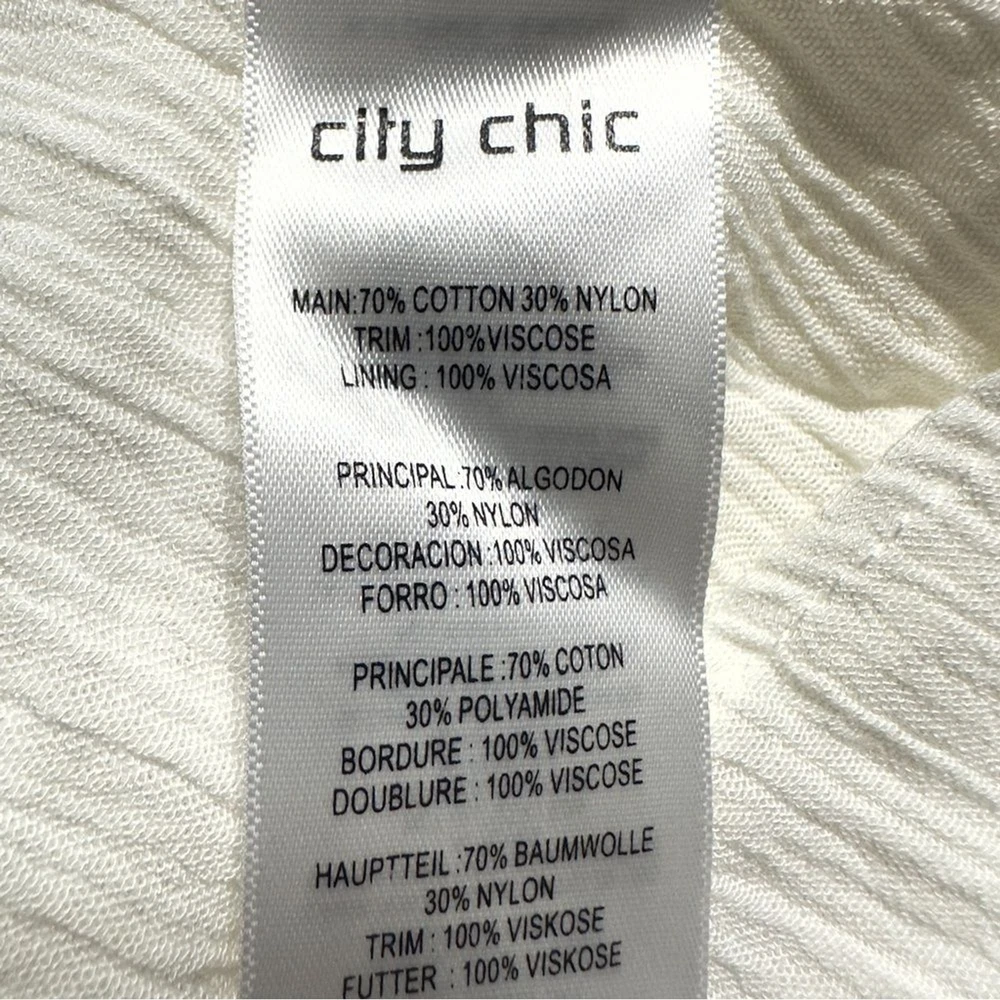 city chic
MAIN:70% COTTON 30% NYLON
TRIM :100% VISCOSE
LINING : 100% VISCOSA
PRINCIPAL :70% ALGODON
30% NYLON
DECORACION :100% VISCOSA
FORRO : 100% VISCOSA
PRINCIPALE :70% COTON
30% POLYAMIDE
BORDURE : 100% VISCOSE
DOUBLURE : 100% VISCOSE
HAUPTTEIL :70% BAUMWOLLE
30% NYLON
TRIM : 100% VISKOSE
FUTTER : 100% VISKOSE